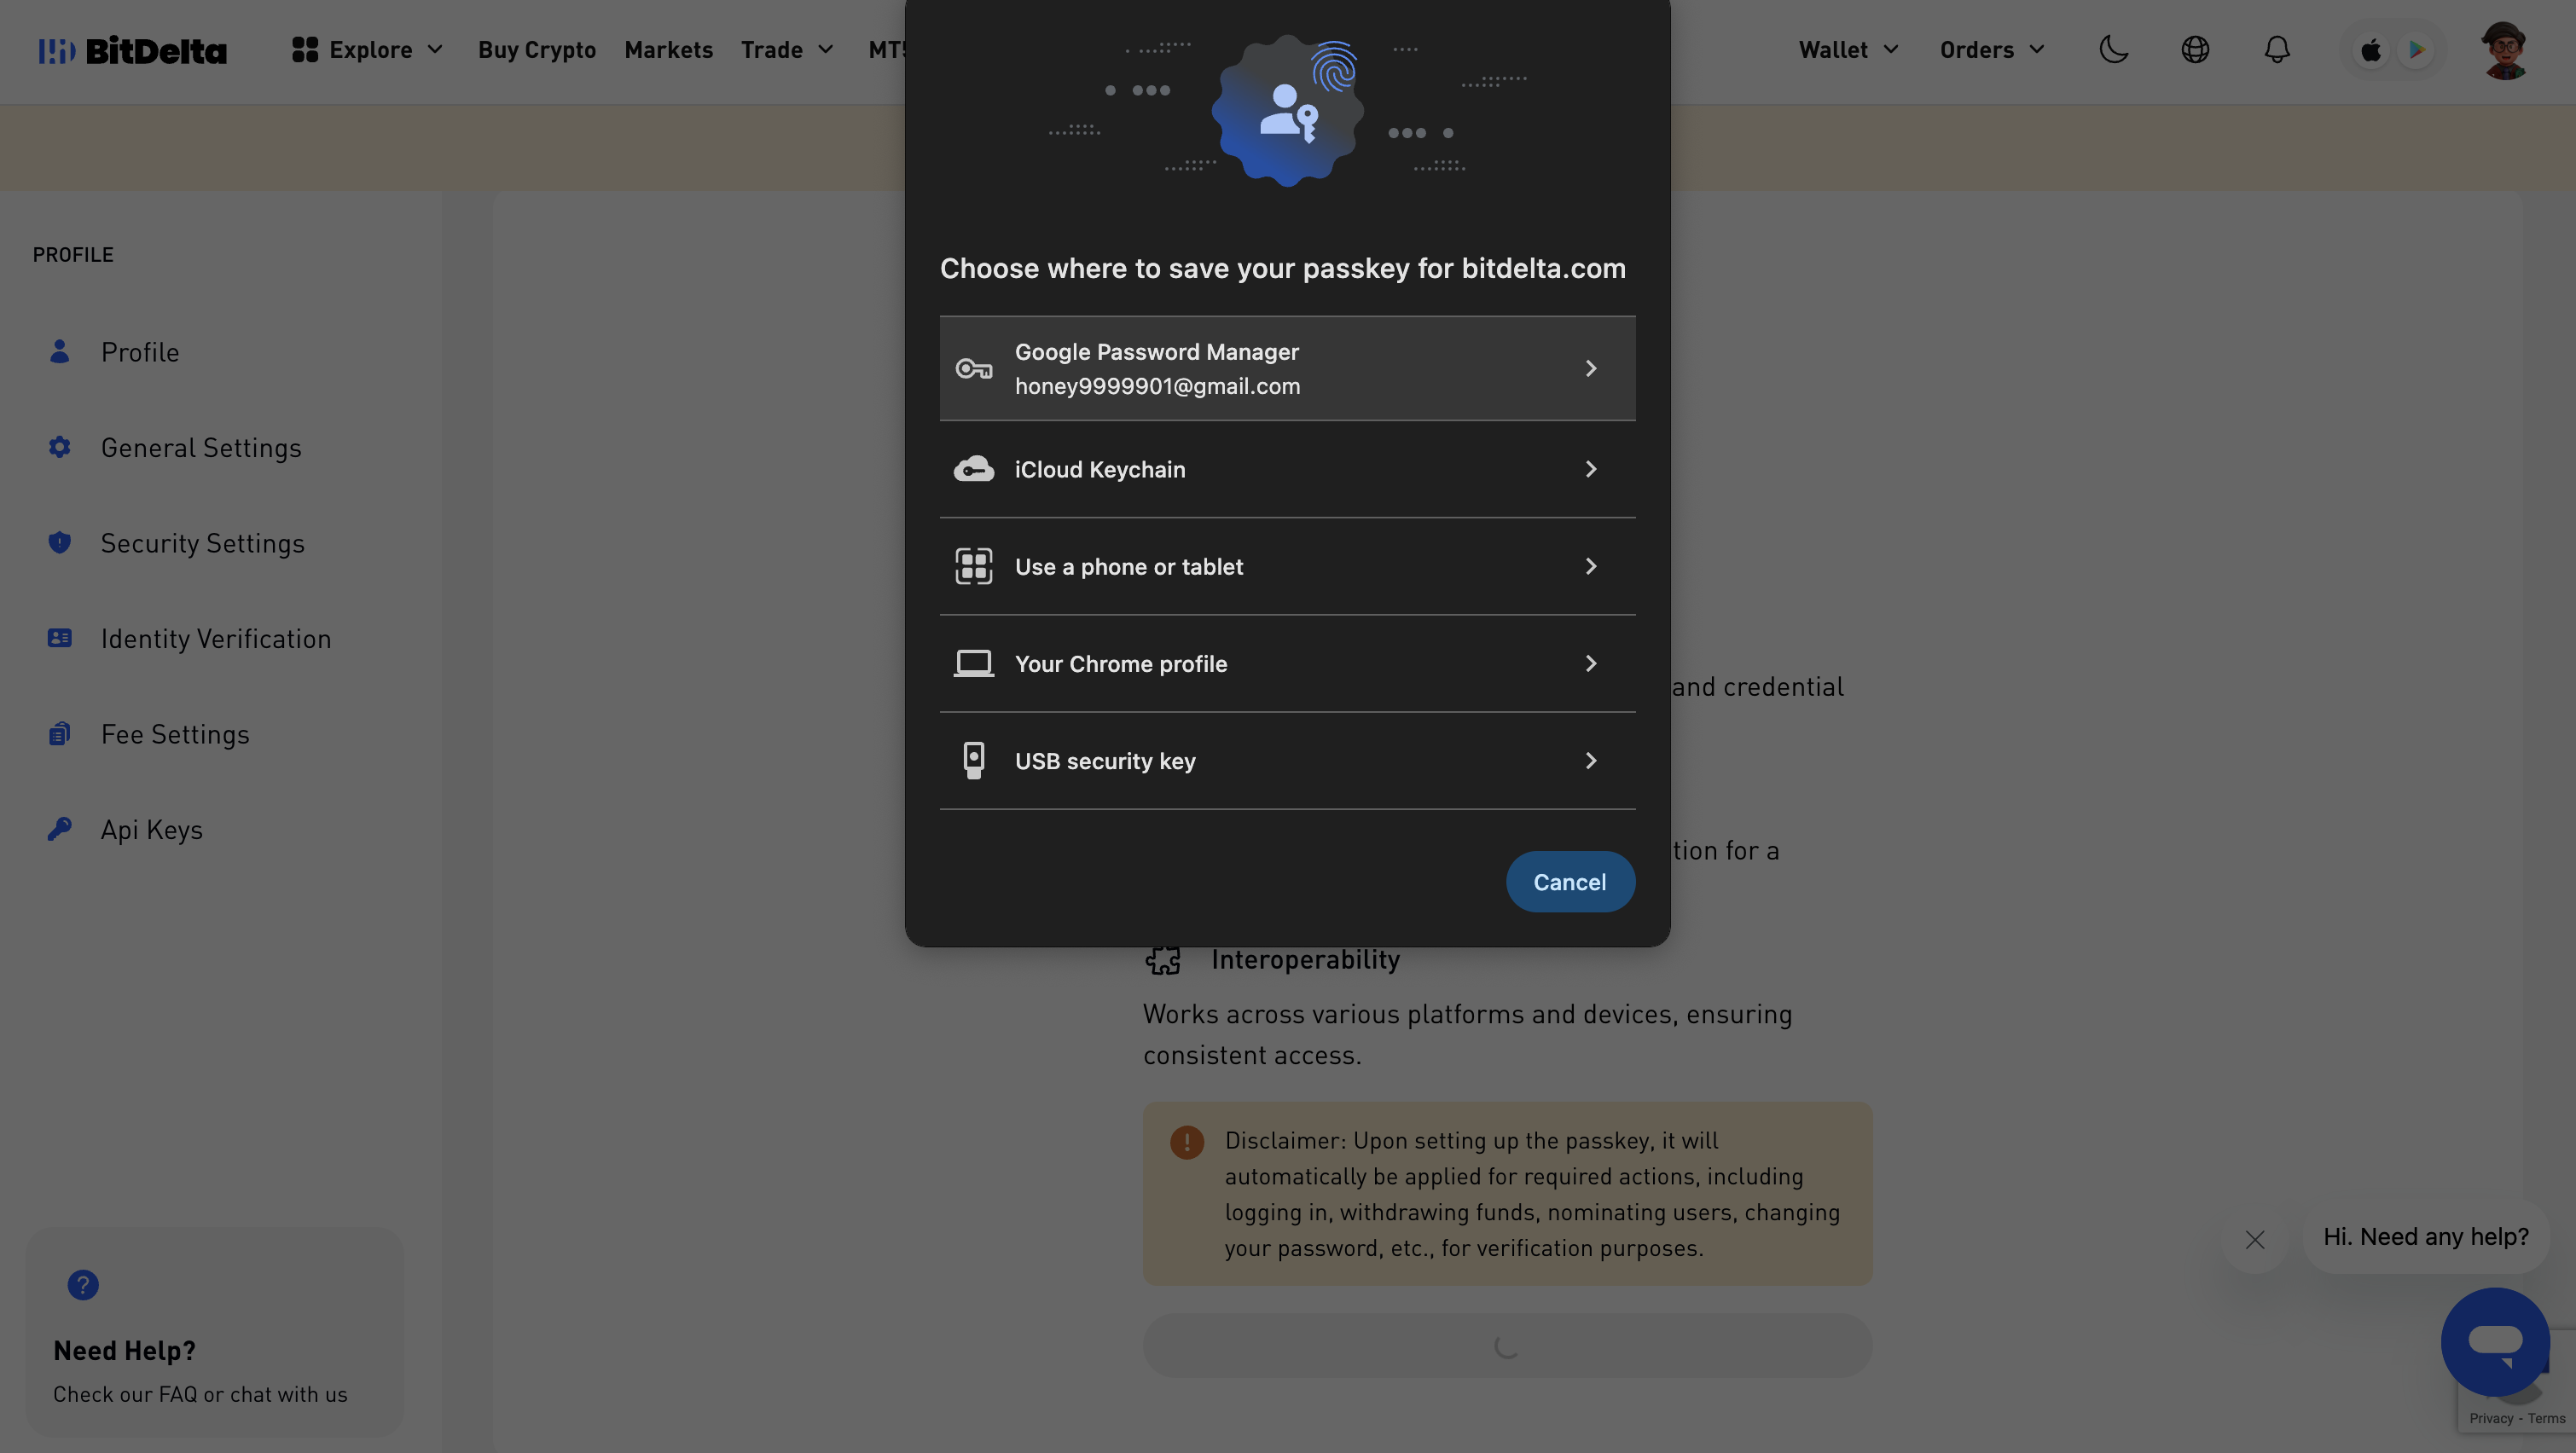 BitDelta
Explore
Buy Crypto
Markets
Trade
MT5
Wallet
Orders
PROFILE
Profile
General Settings
Security Settings
Identity Verification
Fee Settings
Api Keys
Need Help?
Check our FAQ or chat with us
Choose where to save your passkey for bitdelta.com
Google Password Manager
honey9999901@gmail.com
iCloud Keychain
Use a phone or tablet
Your Chrome profile
USB security key
Cancel
and credential
tion for a
Interoperability
Works across various platforms and devices, ensuring
consistent access.
Disclaimer: Upon setting up the passkey, it will
automatically be applied for required actions, including
logging in, withdrawing funds, nominating users, changing
your password, etc., for verification purposes.
Hi. Need any help?
Privacy - Terms